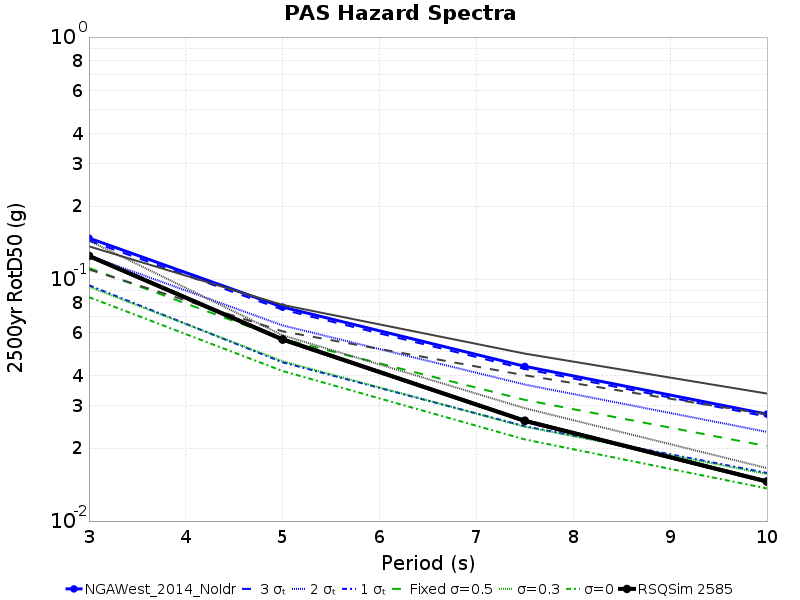 PAS Hazard Spectra
10^0
8
6
4
3
2
10^-1
8
6
4
3
2
10^-2
2500yr RotD50 (g)
3 4 5 6 7 8 9 10
Period (s)
NGAWest_2014_NoIdr 3 σₜ 2 σₜ 1 σₜ Fixed σ=0.5 σ=0.3 σ=0 RSQSim 2585